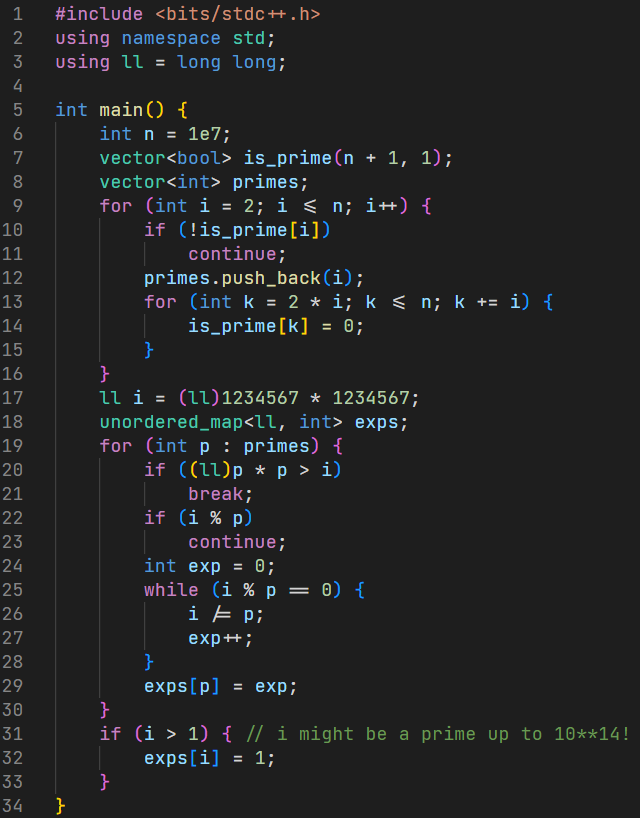 1 #include <bits/stdc++.h>
2 using namespace std;
3 using ll = long long;
4
5 int main() {
6     int n = 1e7;
7     vector<bool> is_prime(n + 1, 1);
8     vector<int> primes;
9     for (int i = 2; i <= n; i++) {
10         if (!is_prime[i])
11             continue;
12         primes.push_back(i);
13         for (int k = 2 * i; k <= n; k += i) {
14             is_prime[k] = 0;
15         }
16     }
17     ll i = (ll)1234567 * 1234567;
18     unordered_map<ll, int> exps;
19     for (int p : primes) {
20         if ((ll)p * p > i)
21             break;
22         if (i % p)
23             continue;
24         int exp = 0;
25         while (i % p == 0) {
26             i /= p;
27             exp++;
28         }
29         exps[p] = exp;
30     }
31     if (i > 1) { // i might be a prime up to 10**14!
32         exps[i] = 1;
33     }
34 }